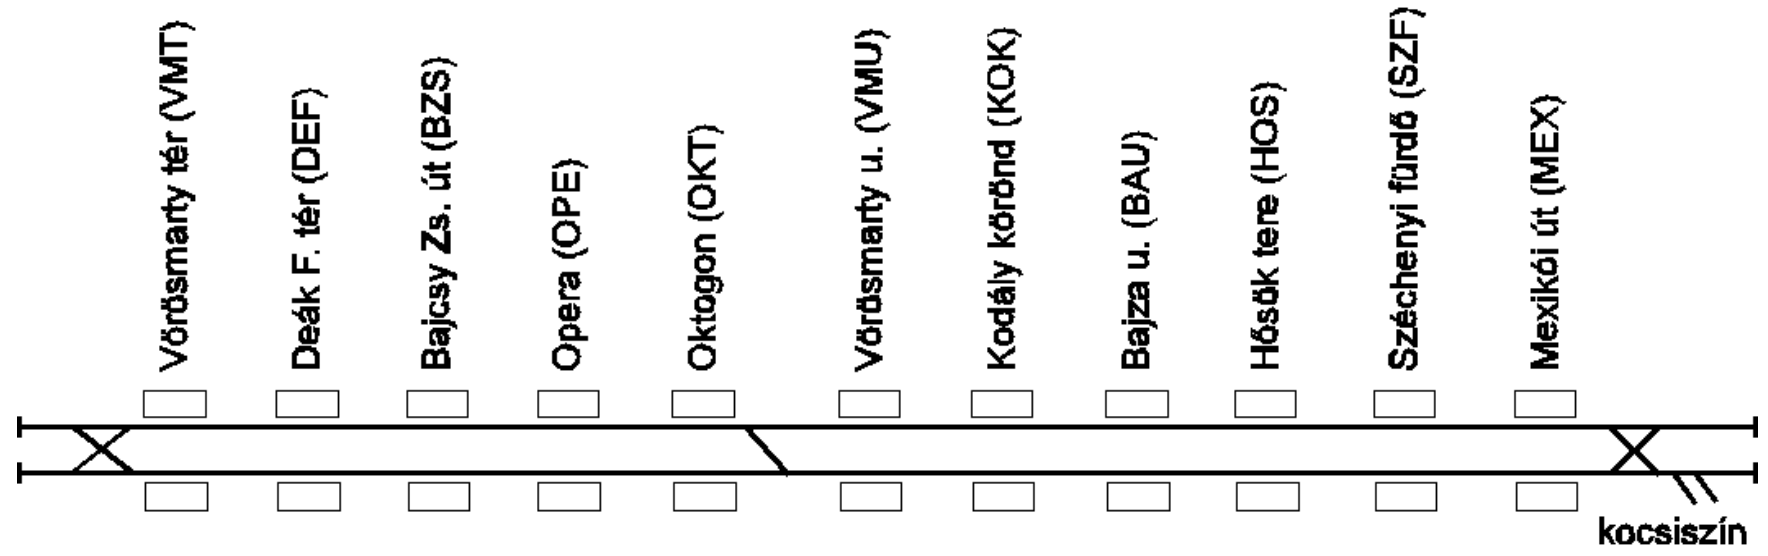 Vörösmarty tér (VMT)
Deák F. tér (DEF)
Bajcsy Zs. út (BZS)
Opera (OPE)
Oktogon (OKT)
Vörösmarty u. (VMU)
Kodály körönd (KOK)
Bajza u. (BAU)
Hősök tere (HOS)
Széchenyi fürdő (SZF)
Mexikói út (MEX)
kocsiszín